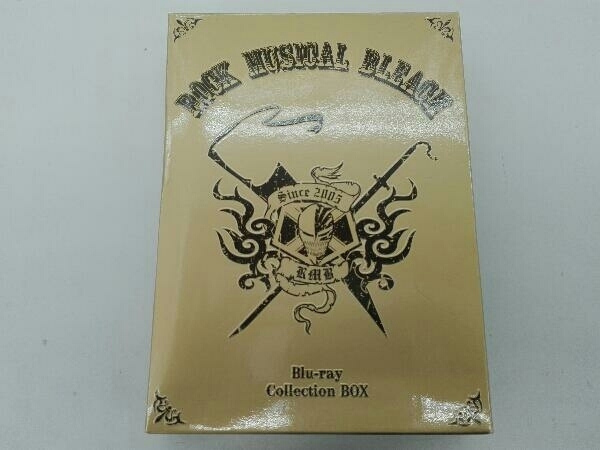 ROCK MUSICAL BLEACH
Since 2005
RMB
Blu-ray
Collection BOX